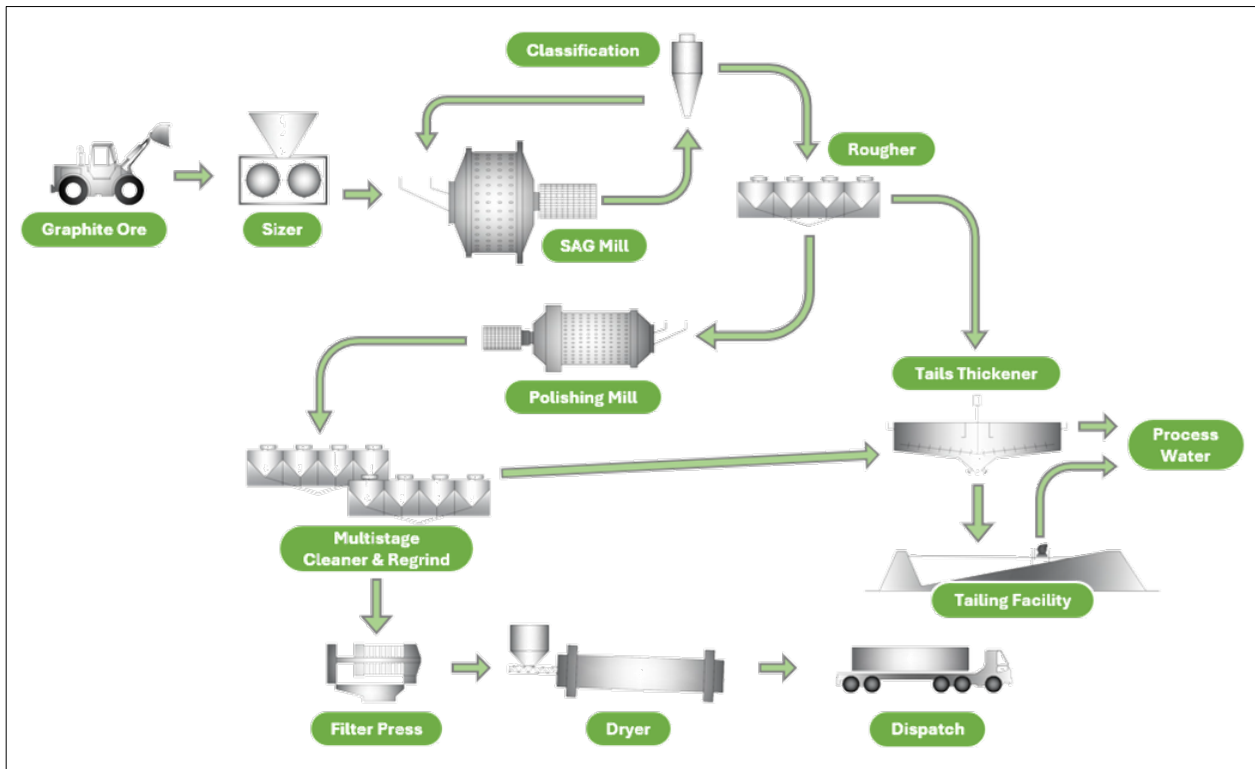 Classification
Rougher
Graphite Ore
Sizer
SAG Mill
Tails Thickener
Polishing Mill
Process
Water
Multistage
Cleaner & Regrind
Tailing Facility
Filter Press
Dryer
Dispatch